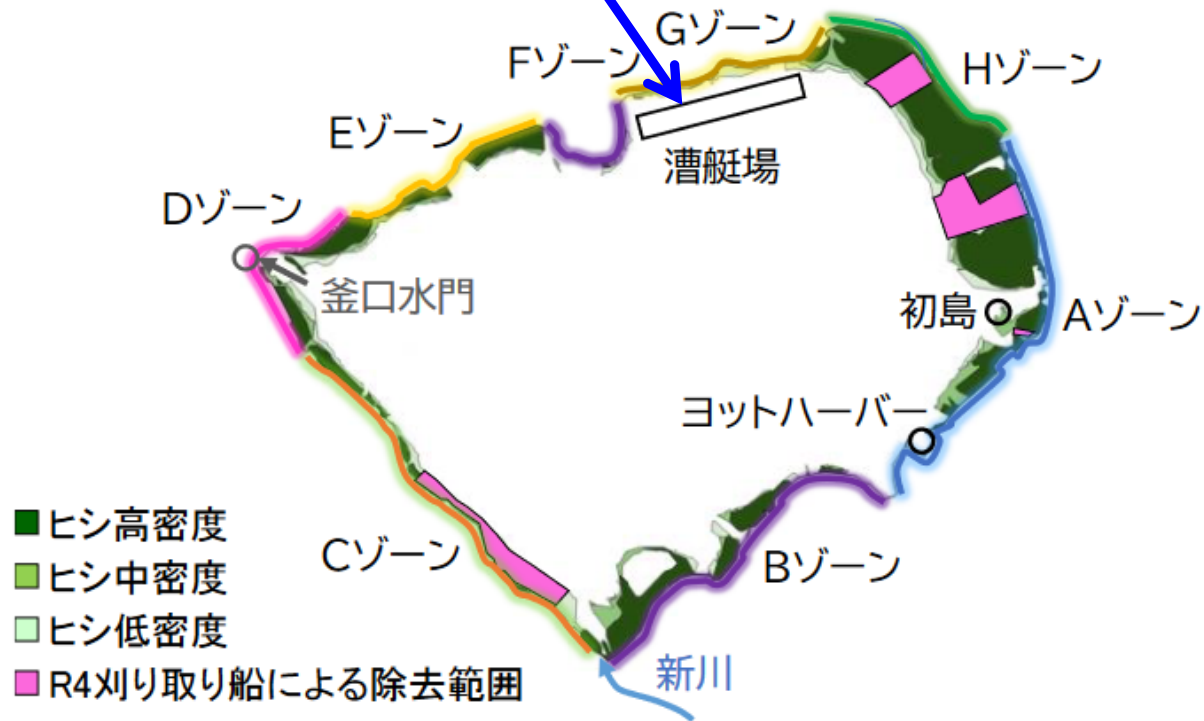 Gゾーン
Fゾーン
Hゾーン
Eゾーン
漕艇場
Dゾーン
釜口水門
初島
Aゾーン
ヨットハーバー
ヒシ高密度
Cゾーン
Bゾーン
ヒシ中密度
ヒシ低密度
新川
R4刈り取り船による除去範囲